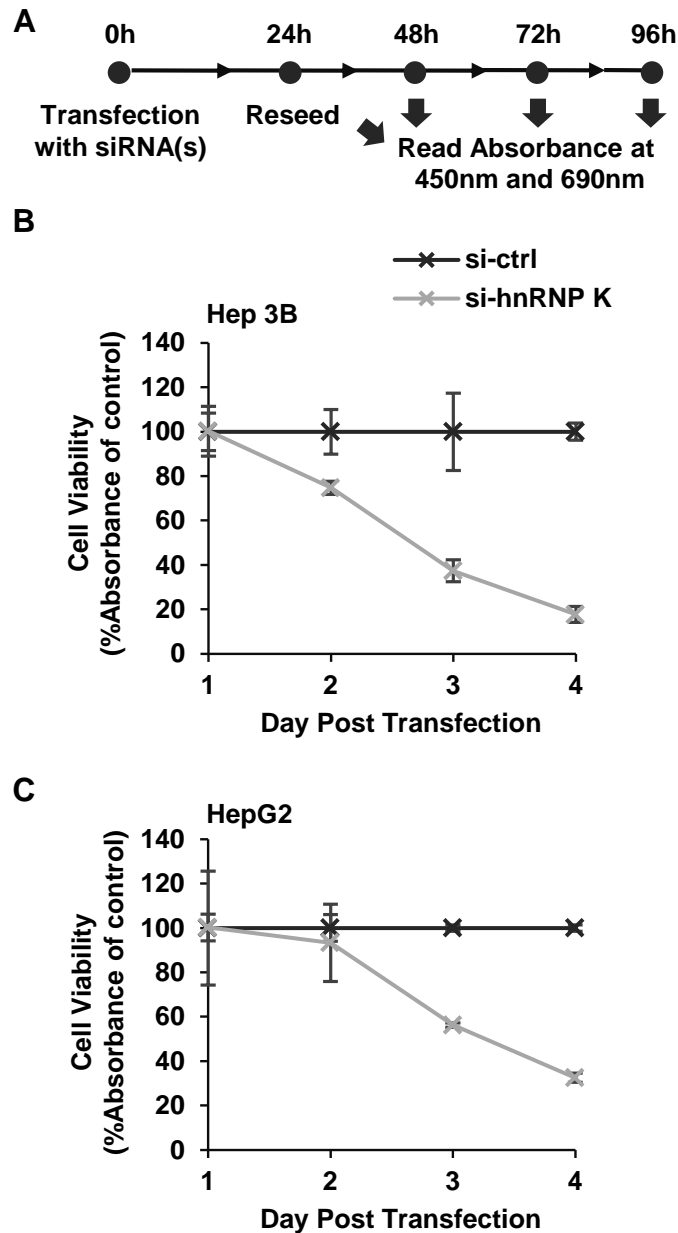 A
0h 24h 48h 72h 96h
Transfection
with siRNA(s)
Reseed
Read Absorbance at
450nm and 690nm
B
si-ctrl
si-hnRNP K
Hep 3B
Cell Viability
(%Absorbance of control)
140
120
100
80
60
40
20
0
1 2 3 4
Day Post Transfection
C
HepG2
Cell Viability
(%Absorbance of control)
140
120
100
80
60
40
20
0
1 2 3 4
Day Post Transfection